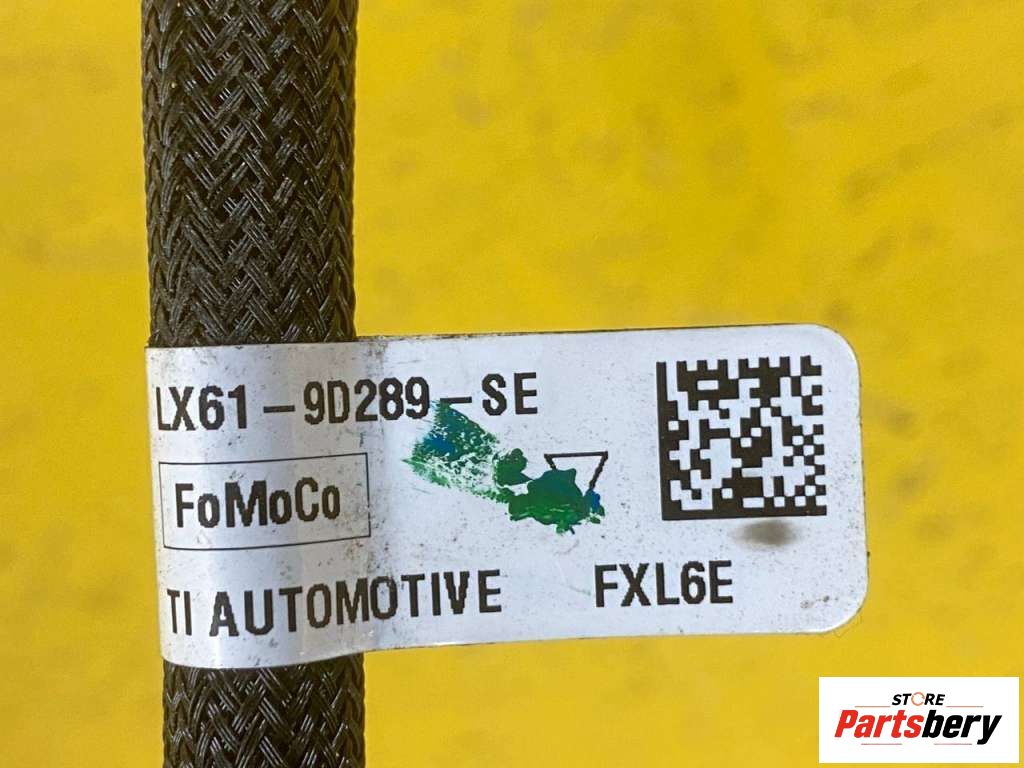 LX61-9D289-SE
FoMoCo
TI AUTOMOTIVE FXL6E
STORE
Partsbery